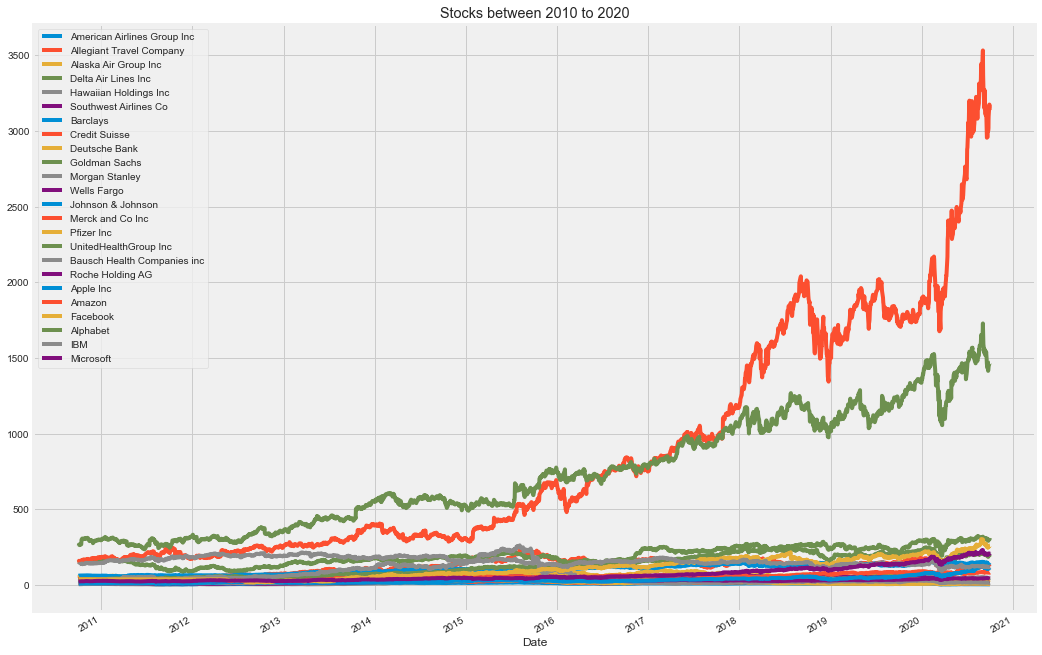 Stocks between 2010 to 2020
American Airlines Group Inc
Allegiant Travel Company
Alaska Air Group Inc
Delta Air Lines Inc
Hawaiian Holdings Inc
Southwest Airlines Co
Barclays
Credit Suisse
Deutsche Bank
Goldman Sachs
Morgan Stanley
Wells Fargo
Johnson & Johnson
Merck and Co Inc
Pfizer Inc
UnitedHealthGroup Inc
Bausch Health Companies inc
Roche Holding AG
Apple Inc
Amazon
Facebook
Alphabet
IBM
Microsoft
3500
3000
2500
2000
1500
1000
500
0
2011
2012
2013
2014
2015
2016
2017
2018
2019
2020
2021
Date